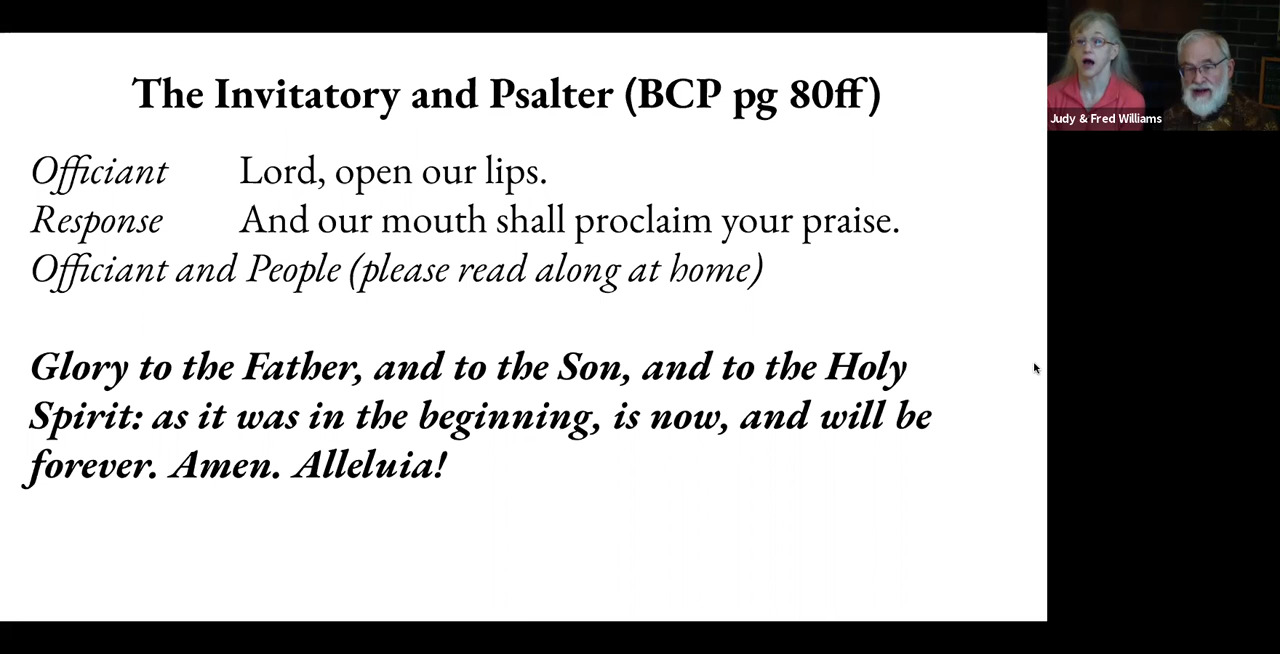 The Invitatory and Psalter (BCP pg 80ff)
Officiant Lord, open our lips.
Response And our mouth shall proclaim your praise.
Officiant and People (please read along at home)
Glory to the Father, and to the Son, and to the Holy
Spirit: as it was in the beginning, is now, and will be
forever. Amen. Alleluia!
Judy & Fred Williams